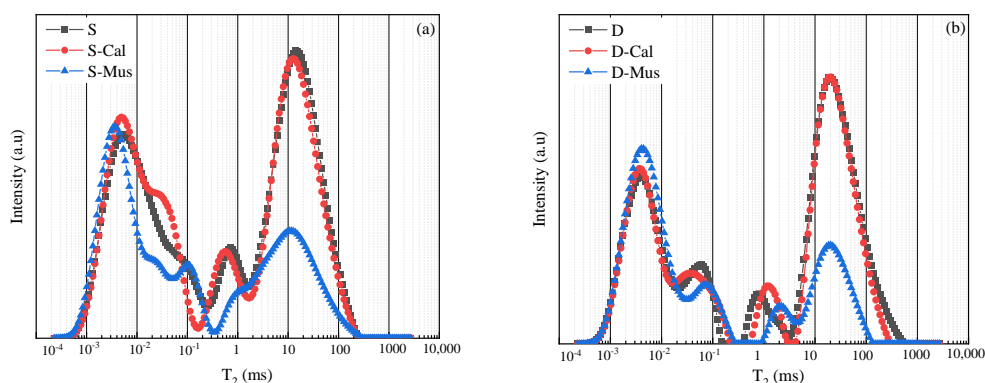 S
S-Cal
S-Mus
(a)
Intensity (a.u)
10⁻⁴ 10⁻³ 10⁻² 10⁻¹ 1 10 100 1000 10,000
T₂ (ms)
D
D-Cal
D-Mus
(b)
Intensity (a.u)
10⁻⁴ 10⁻³ 10⁻² 10⁻¹ 1 10 100 1000 10,000
T₂ (ms)